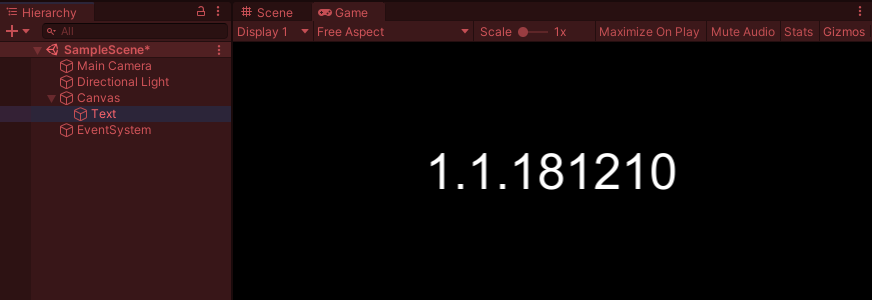 Hierarchy
All
SampleScene*
Main Camera
Directional Light
Canvas
Text
EventSystem
Scene Game
Display 1 Free Aspect Scale 1x Maximize On Play Mute Audio Stats Gizmos
1.1.181210